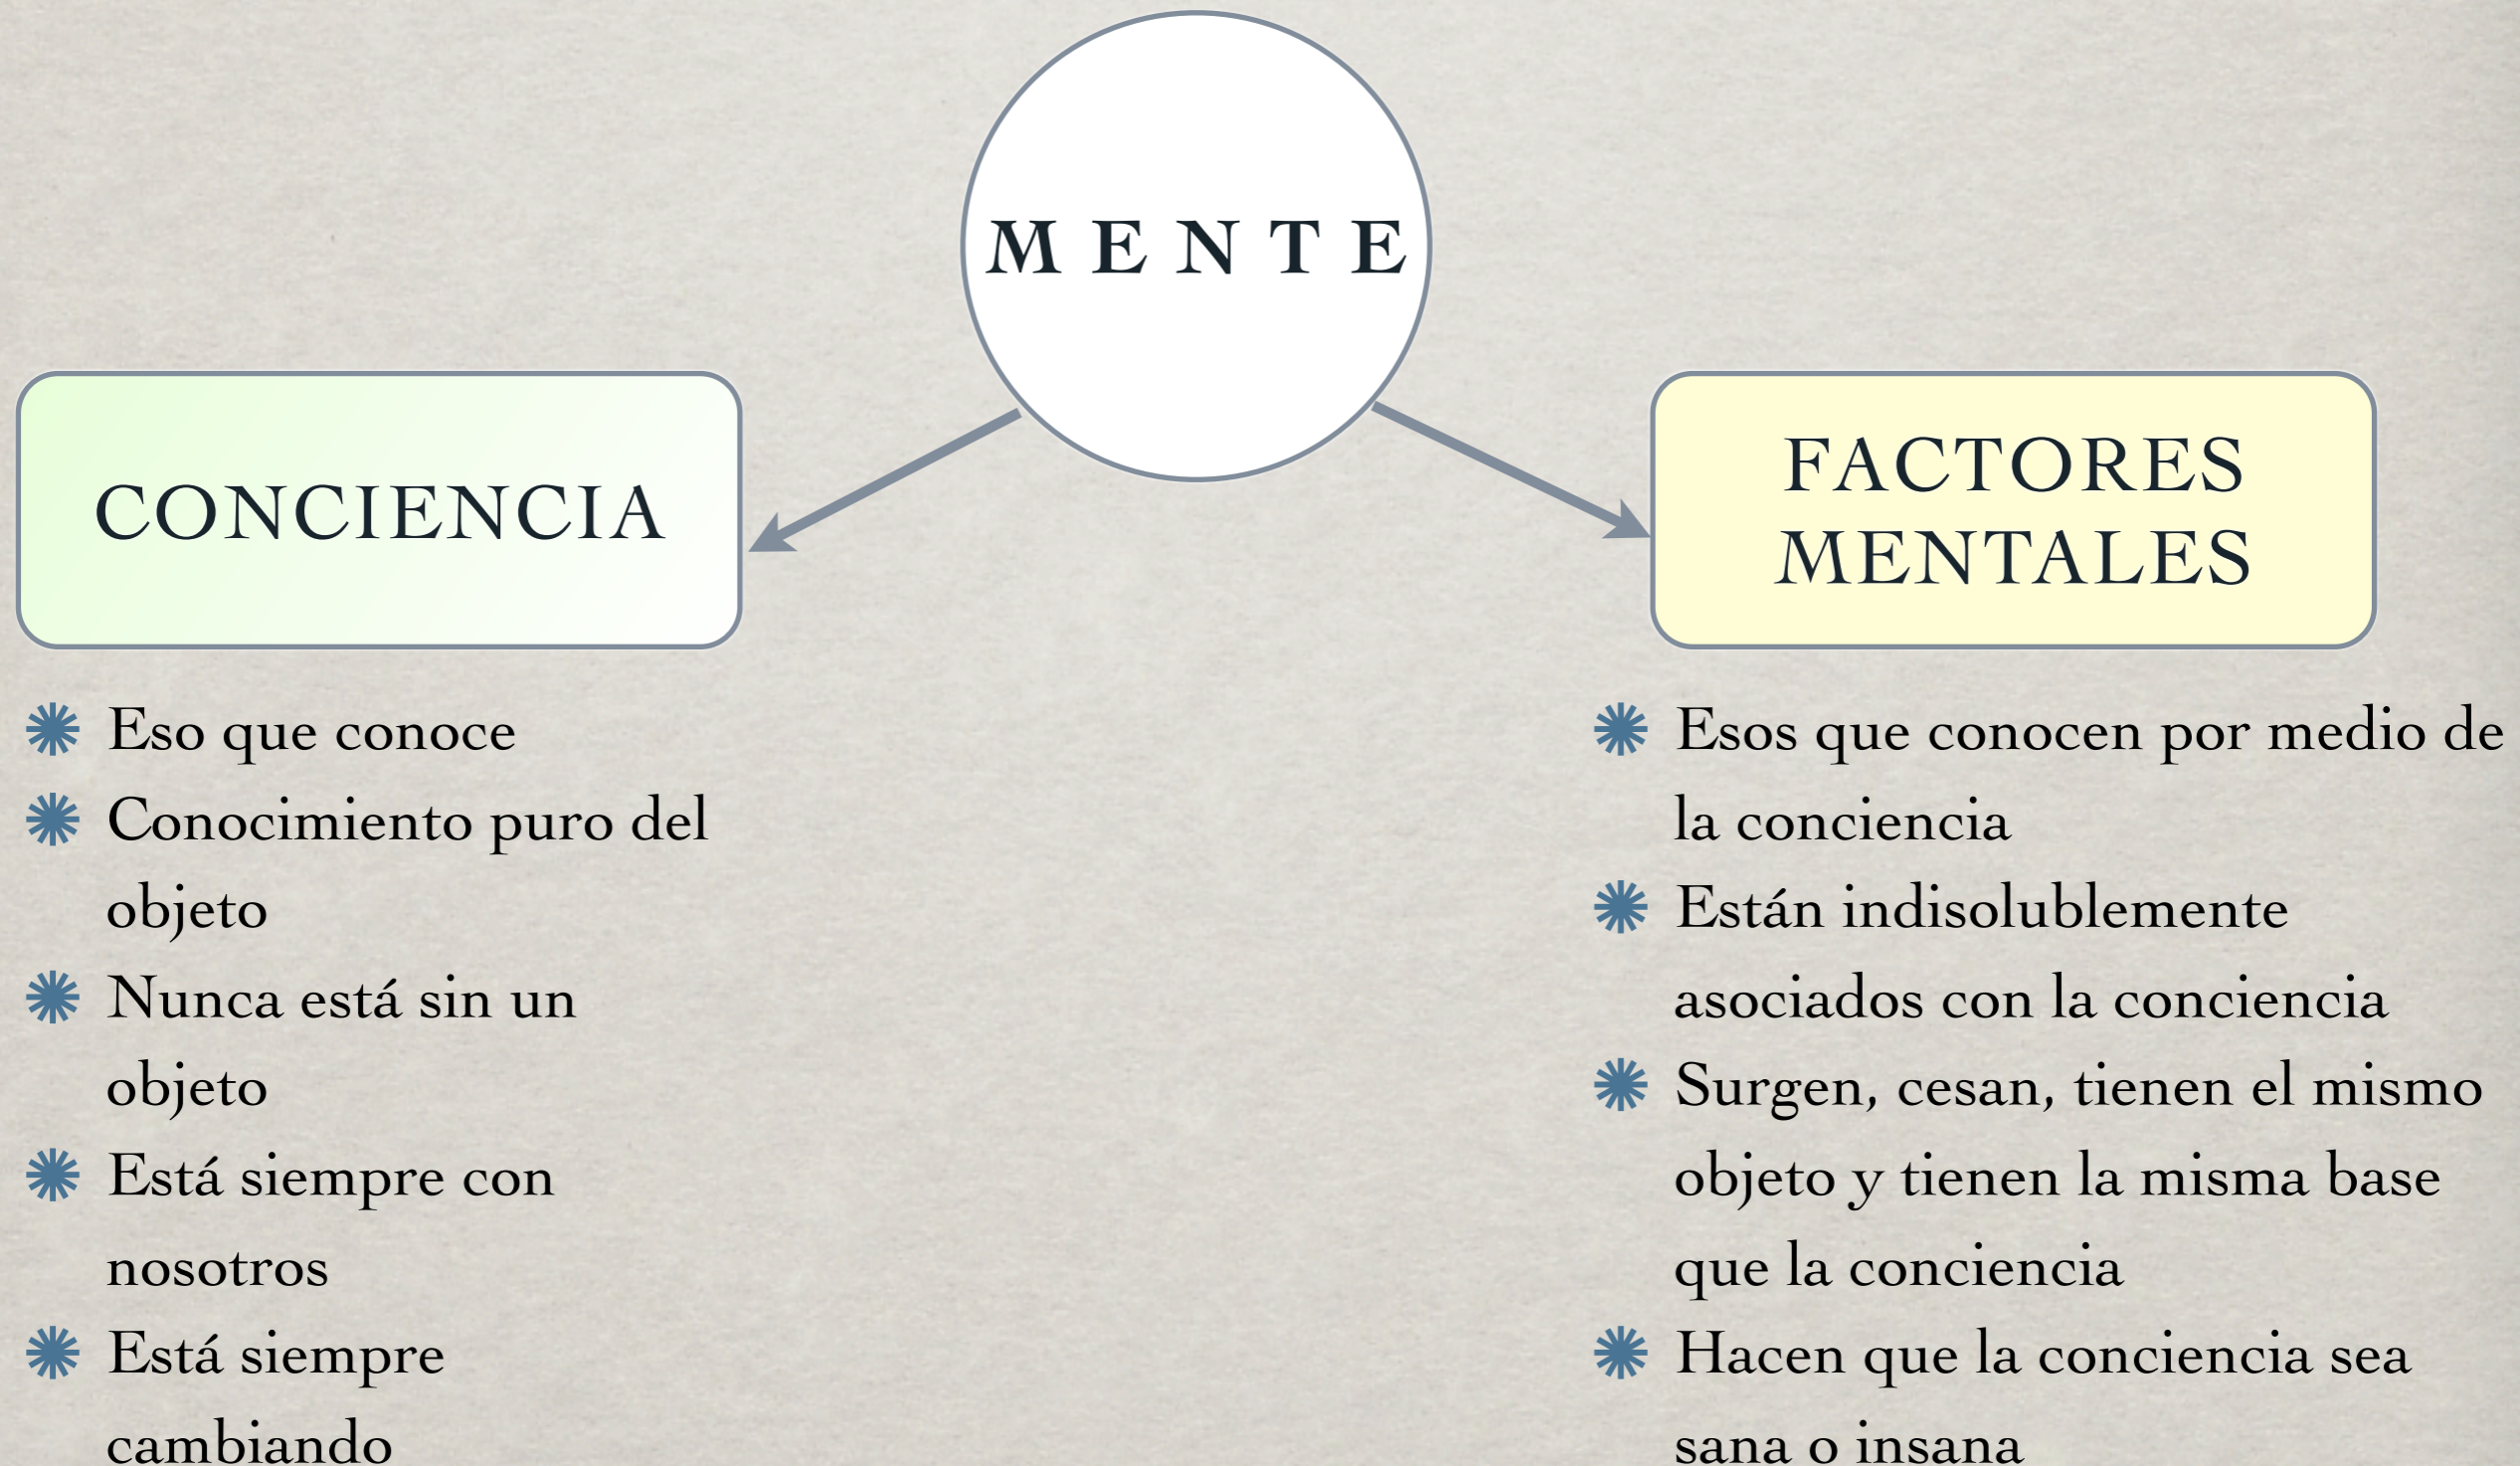 MENTE
CONCIENCIA
Eso que conoce
Conocimiento puro del
objeto
Nunca está sin un
objeto
Está siempre con
nosotros
Está siempre
cambiando
FACTORES
MENTALES
Esos que conocen por medio de
la conciencia
Están indisolublemente
asociados con la conciencia
Surgen, cesan, tienen el mismo
objeto y tienen la misma base
que la conciencia
Hacen que la conciencia sea
sana o insana